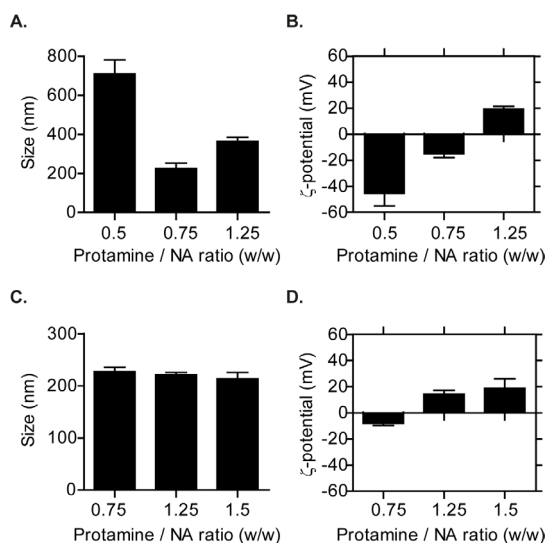 A.
Size (nm)
800
600
400
200
0
0.5 0.75 1.25
Protamine / NA ratio (w/w)
B.
ζ-potential (mV)
60
40
20
0
-20
-40
-60
0.5 0.75 1.25
Protamine / NA ratio (w/w)
C.
Size (nm)
300
200
100
0
0.75 1.25 1.5
Protamine / NA ratio (w/w)
D.
ζ-potential (mV)
60
40
20
0
-20
-40
-60
0.75 1.25 1.5
Protamine / NA ratio (w/w)